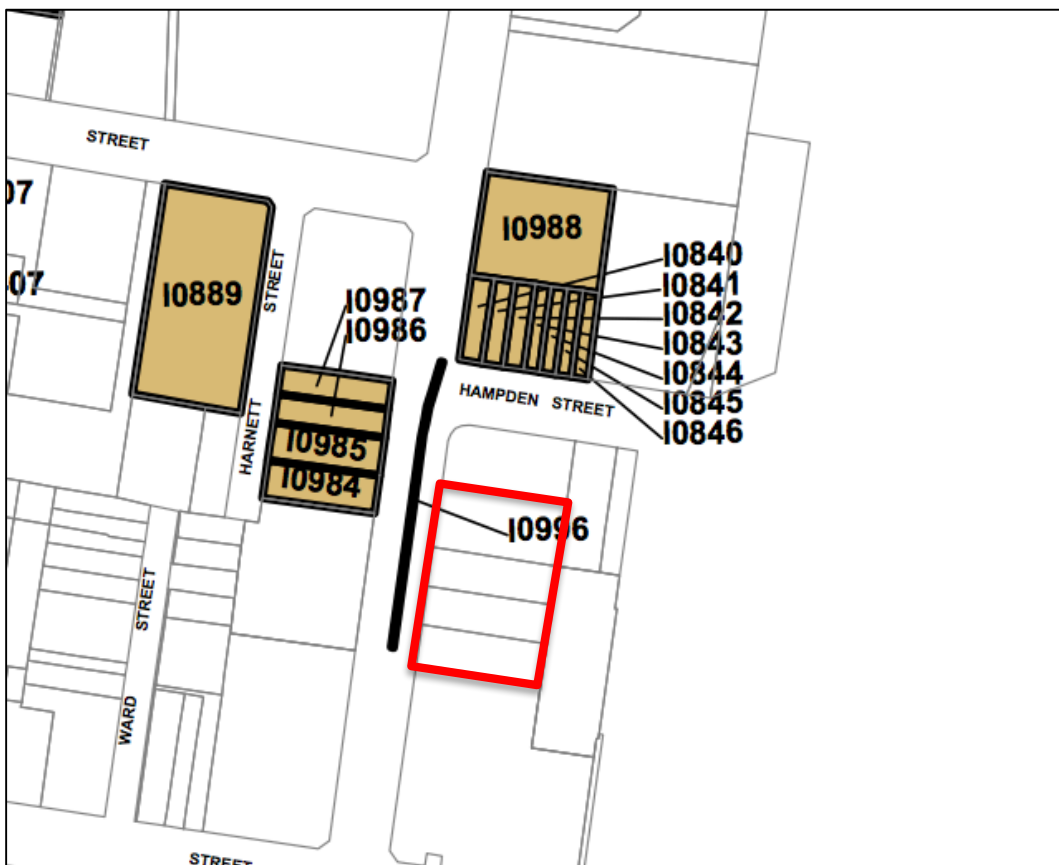 STREET
07
I0988
I0840
I0841
I0842
I0843
I0844
I0845
I0846
07
I0889
STREET
I0987
I0986
HAMPDEN STREET
I0985
I0984
HARNETT
I0996
STREET
WARD
STREET